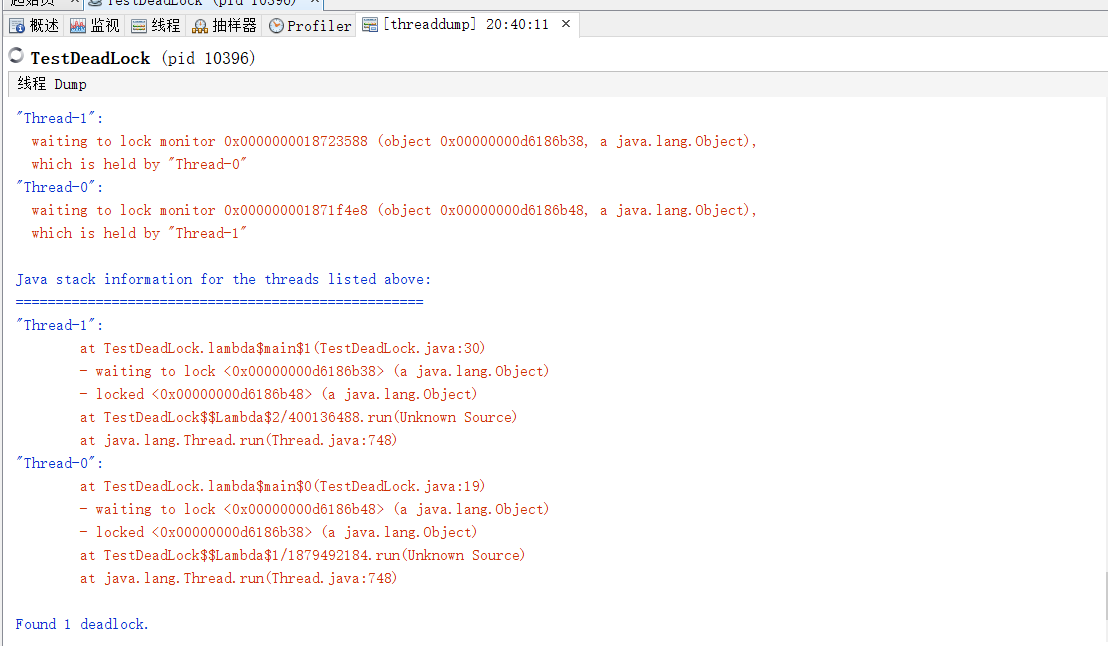 起始页 × TestDeadLock (pid 10396) ×
概述 监视 线程 抽样器 Profiler [threaddump] 20:40:11 ×
TestDeadLock (pid 10396)
线程 Dump
"Thread-1":
waiting to lock monitor 0x0000000018723588 (object 0x00000000d6186b38, a java.lang.Object),
which is held by "Thread-0"
"Thread-0":
waiting to lock monitor 0x000000001871f4e8 (object 0x00000000d6186b48, a java.lang.Object),
which is held by "Thread-1"
Java stack information for the threads listed above:
===================================================
"Thread-1":
at TestDeadLock.lambda$main$1(TestDeadLock.java:30)
- waiting to lock <0x00000000d6186b38> (a java.lang.Object)
- locked <0x00000000d6186b48> (a java.lang.Object)
at TestDeadLock$$Lambda$2/400136488.run(Unknown Source)
at java.lang.Thread.run(Thread.java:748)
"Thread-0":
at TestDeadLock.lambda$main$0(TestDeadLock.java:19)
- waiting to lock <0x00000000d6186b48> (a java.lang.Object)
- locked <0x00000000d6186b38> (a java.lang.Object)
at TestDeadLock$$Lambda$1/1879492184.run(Unknown Source)
at java.lang.Thread.run(Thread.java:748)
Found 1 deadlock.